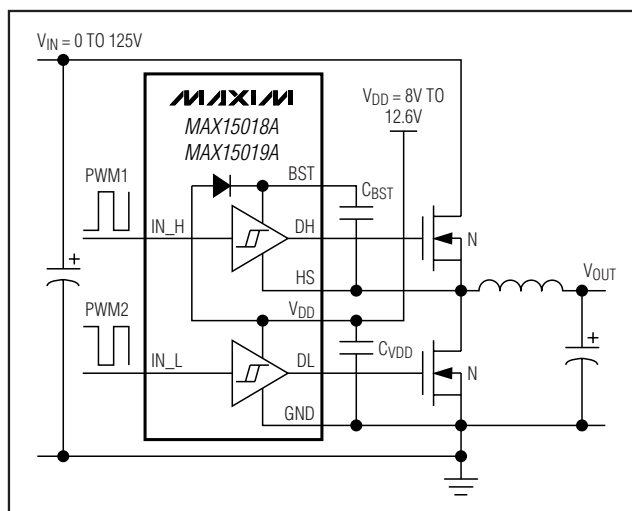 V_IN = 0 TO 125V
MAXIM
MAX15018A
MAX15019A
V_DD = 8V TO
12.6V
PWM1
BST
C_BST
IN_H
DH
N
HS
V_OUT
V_DD
PWM2
C_VDD
IN_L
DL
N
GND